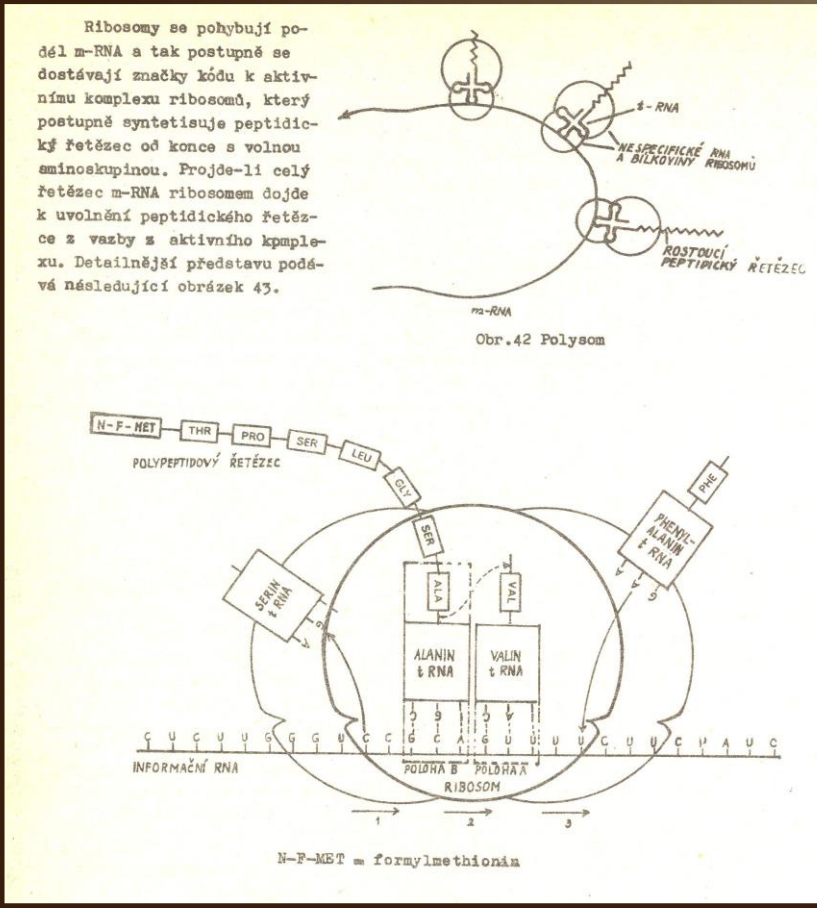 Ribosomy se pohybují po-
dél m-RNA a tak postupně se
dostávají značky kódu k aktiv-
nímu komplexu ribosomů, který
postupně syntetisuje peptidic-
ký řetězec od konce s volnou
aminoskupinou. Projde-li celý
řetězec m-RNA ribosomem dojde
k uvolnění peptidického řetěz-
ce z vazby z aktivního kpmple-
xu. Detailnější představu podá-
vá následující obrázek 43.
t-RNA
NESPECIFICKÉ RNA
A BÍLKOVINY RIBOSOMŮ
ROSTOUCÍ
PEPTIDICKÝ ŘETĚZEC
m-RNA
Obr.42 Polysom
N-F-MET THR PRO SER LEU GLY SER
POLYPEPTIDOVÝ ŘETĚZEC
PHE
PHENYL-
ALANIN
t RNA
A A G
SERIN
t RNA
G A
ALA VAL
ALANIN
t RNA
VALIN
t RNA
C G C A
C U C U U G G G U C C G C A G U U U U C U U C A U C
INFORMAČNÍ RNA
POLOHA B POLOHA A
RIBOSOM
1 2 3
N-F-MET = formylmethionin